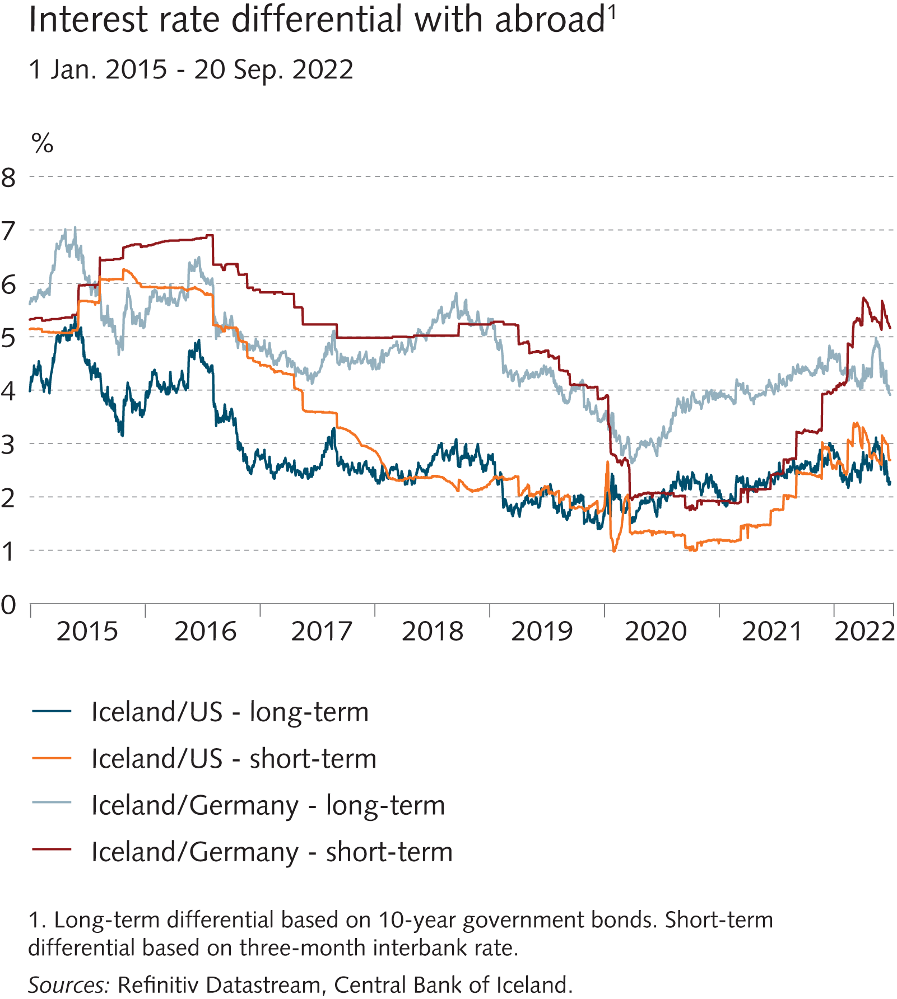 Interest rate differential with abroad¹
1 Jan. 2015 - 20 Sep. 2022
%
8
7
6
5
4
3
2
1
0
2015 2016 2017 2018 2019 2020 2021 2022
Iceland/US - long-term
Iceland/US - short-term
Iceland/Germany - long-term
Iceland/Germany - short-term
1. Long-term differential based on 10-year government bonds. Short-term
differential based on three-month interbank rate.
Sources: Refinitiv Datastream, Central Bank of Iceland.